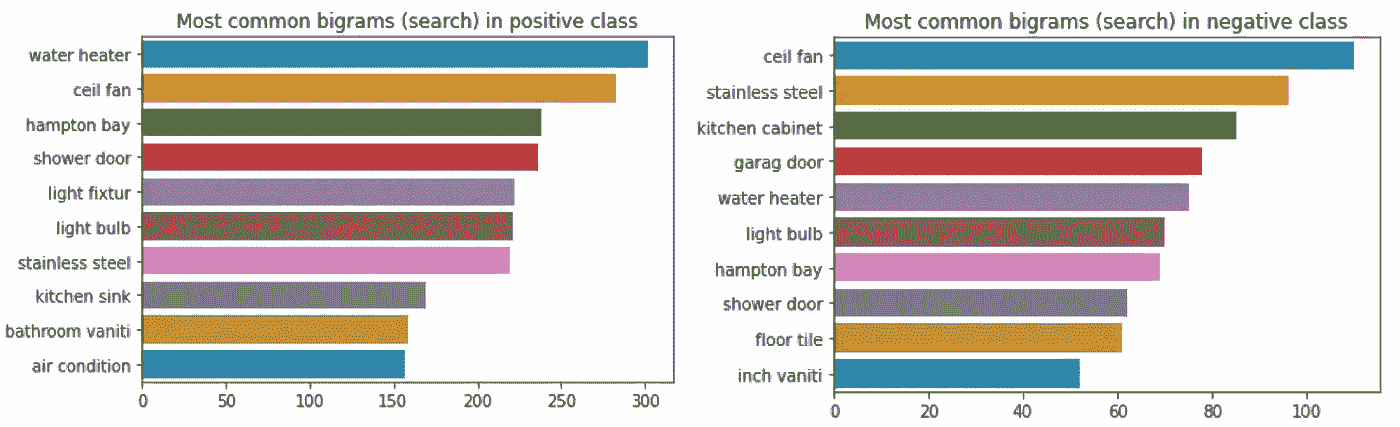 Most common bigrams (search) in positive class
water heater
ceil fan
hampton bay
shower door
light fixtur
light bulb
stainless steel
kitchen sink
bathroom vaniti
air condition
0 50 100 150 200 250 300
Most common bigrams (search) in negative class
ceil fan
stainless steel
kitchen cabinet
garag door
water heater
light bulb
hampton bay
shower door
floor tile
inch vaniti
0 20 40 60 80 100